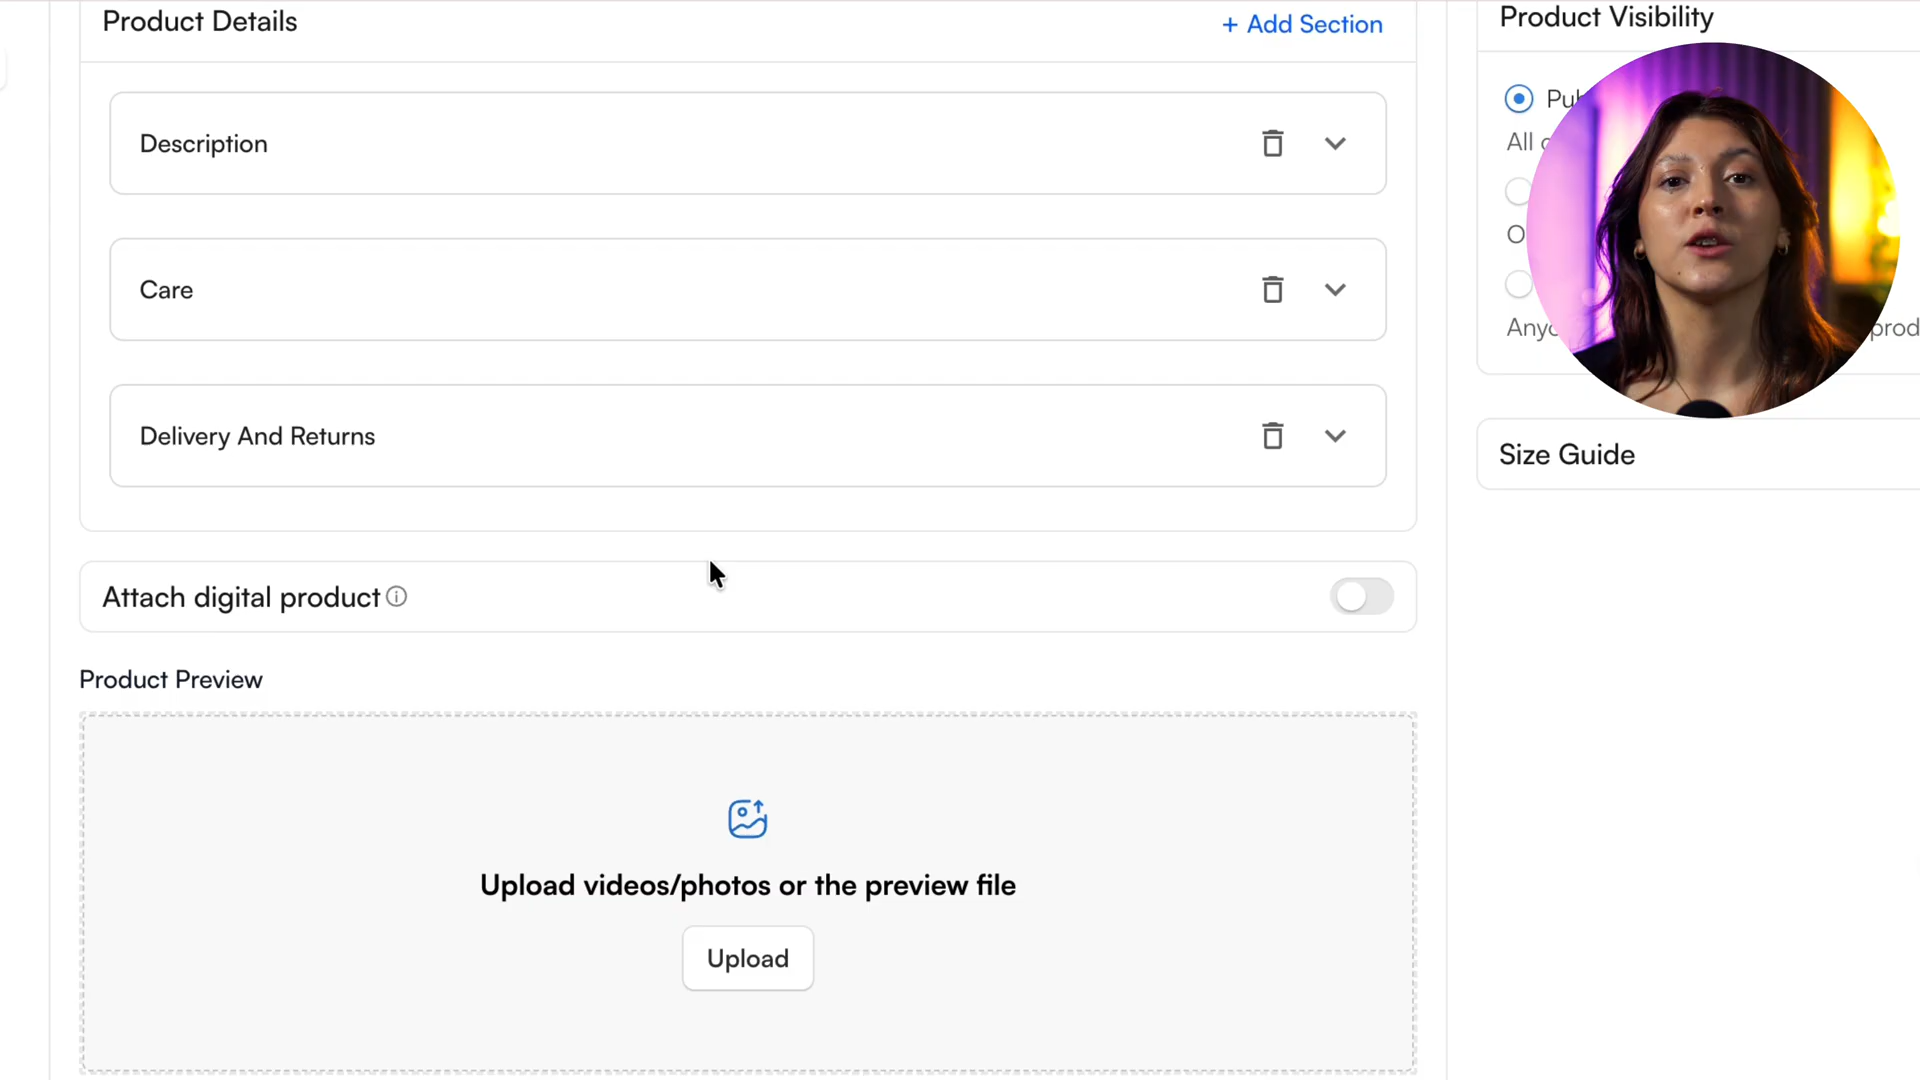 Product Details
+ Add Section
Description
Care
Delivery And Returns
Attach digital product
Product Preview
Upload videos/photos or the preview file
Upload
Product Visibility
All
Size Guide